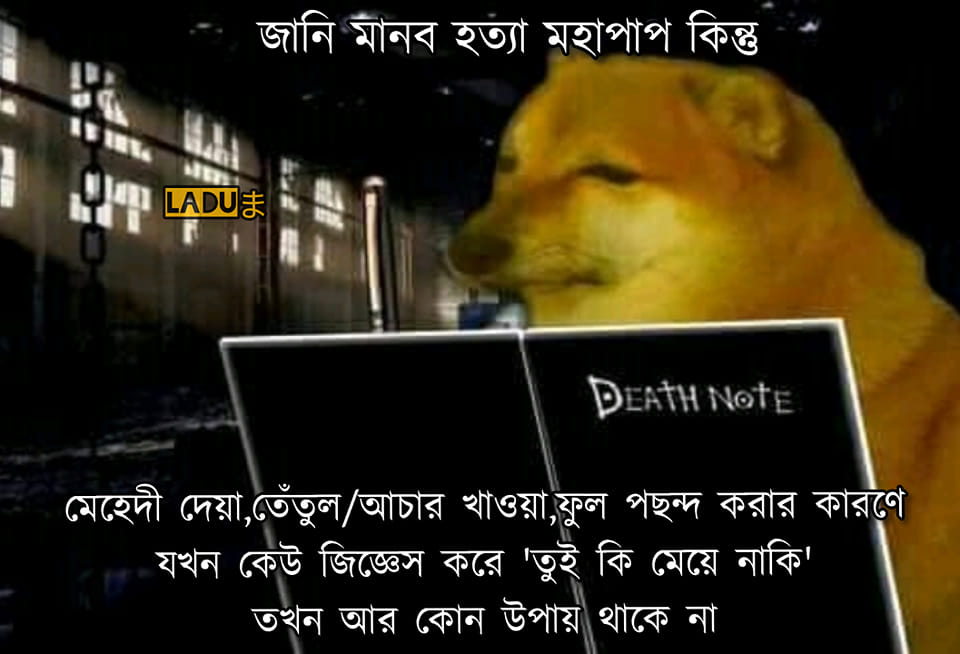 জানি মানব হত্যা মহাপাপ কিন্তু
LADUま
DEATH NOTE
মেহেদী দেয়া,তেঁতুল/আচার খাওয়া,ফুল পছন্দ করার কারণে
যখন কেউ জিজ্ঞেস করে 'তুই কি মেয়ে নাকি'
তখন আর কোন উপায় থাকে না